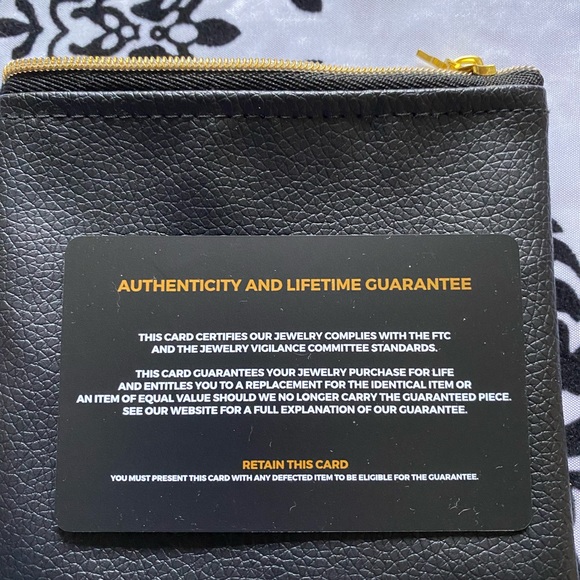 AUTHENTICITY AND LIFETIME GUARANTEE
THIS CARD CERTIFIES OUR JEWELRY COMPLIES WITH THE FTC
AND THE JEWELRY VIGILANCE COMMITTEE STANDARDS.
THIS CARD GUARANTEES YOUR JEWELRY PURCHASE FOR LIFE
AND ENTITLES YOU TO A REPLACEMENT FOR THE IDENTICAL ITEM OR
AN ITEM OF EQUAL VALUE SHOULD WE NO LONGER CARRY THE GUARANTEED PIECE.
SEE OUR WEBSITE FOR A FULL EXPLANATION OF OUR GUARANTEE.
RETAIN THIS CARD
YOU MUST PRESENT THIS CARD WITH ANY DEFECTED ITEM TO BE ELIGIBLE FOR THE GUARANTEE.